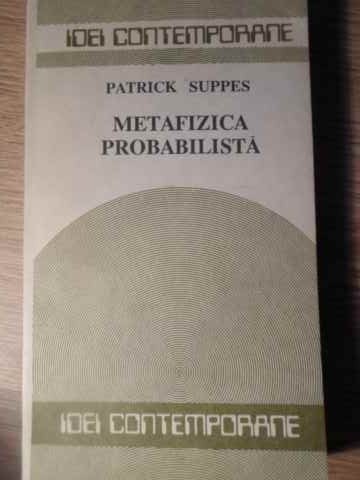 IDEI CONTEMPORANE
PATRICK SUPPES
METAFIZICA
PROBABILISTĂ
IDEI CONTEMPORANE